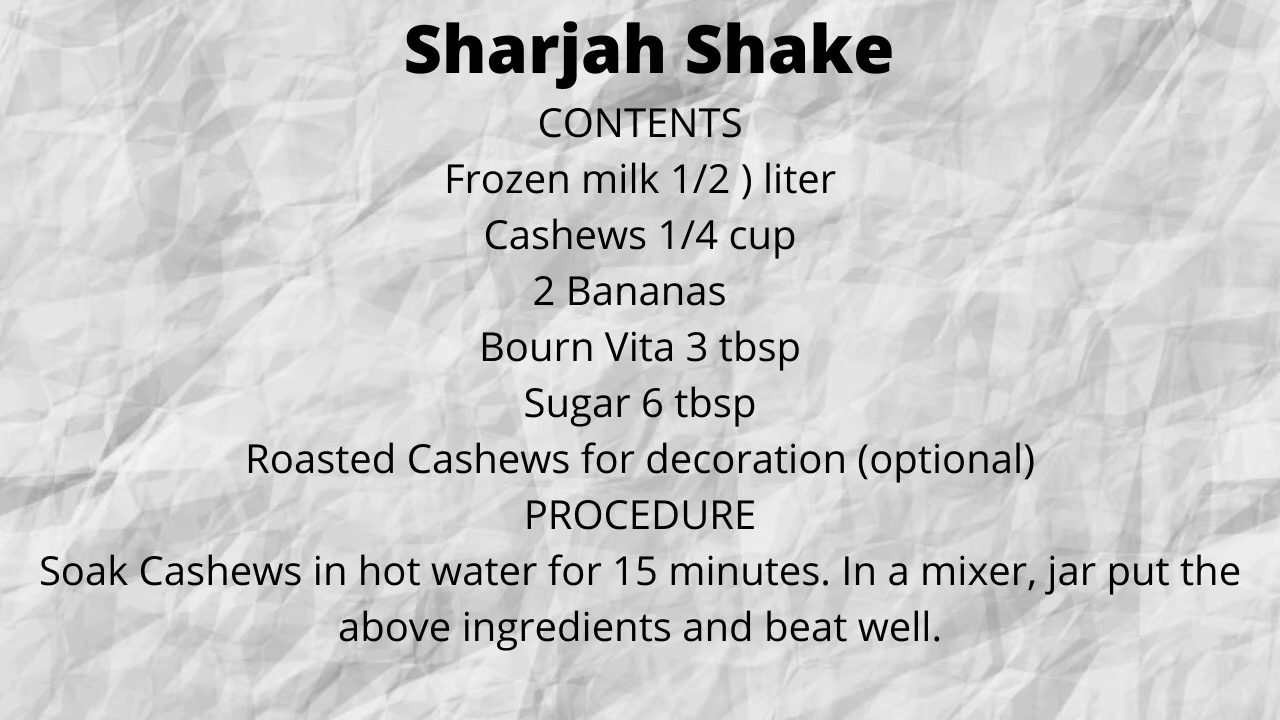 Sharjah Shake
CONTENTS
Frozen milk 1/2 ) liter
Cashews 1/4 cup
2 Bananas
Bourn Vita 3 tbsp
Sugar 6 tbsp
Roasted Cashews for decoration (optional)
PROCEDURE
Soak Cashews in hot water for 15 minutes. In a mixer, jar put the
above ingredients and beat well.